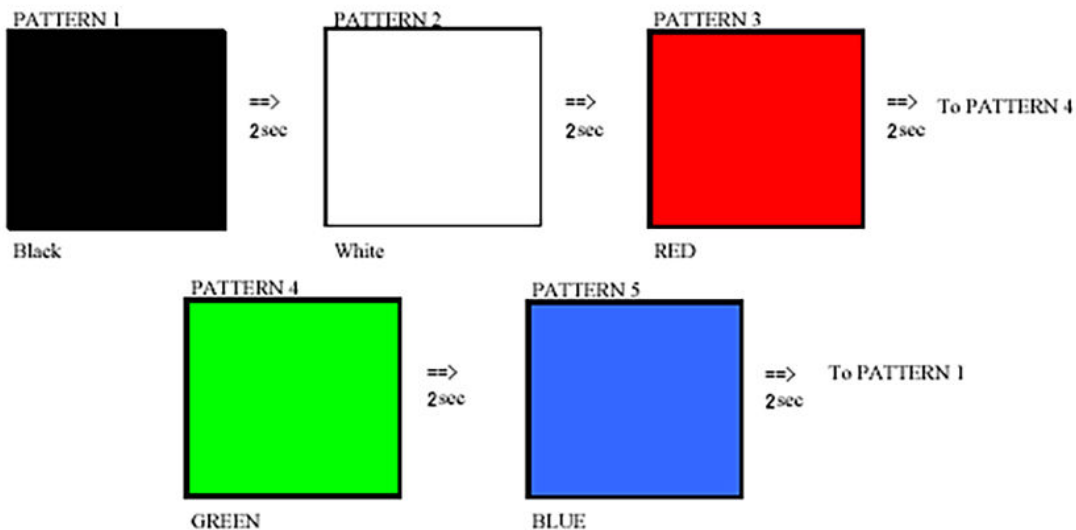 PATTERN 1
PATTERN 2
PATTERN 3
==>
2sec
==>
2sec
==>
2sec
To PATTERN 4
Black
White
RED
PATTERN 4
PATTERN 5
==>
2sec
==>
2sec
To PATTERN 1
GREEN
BLUE